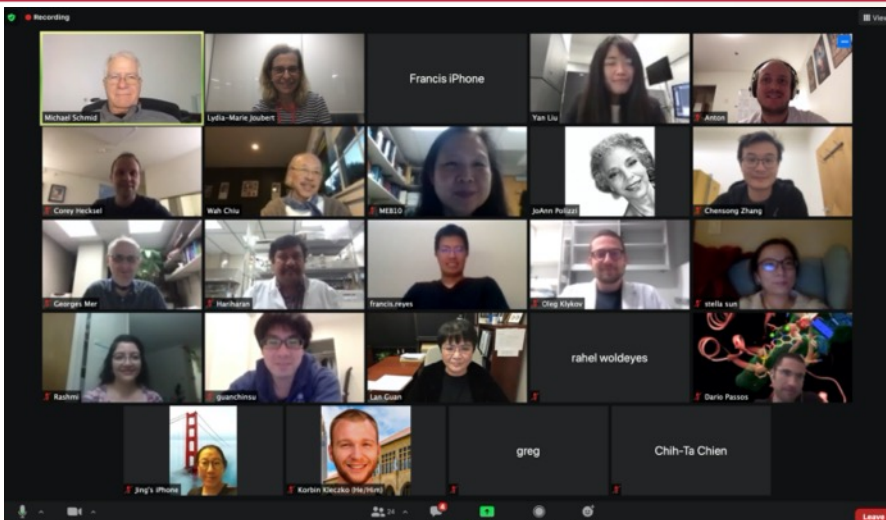 Recording
View
Michael Schmid
Lydia-Marie Joubert
Francis iPhone
Yan Liu
Anton
Corey Hecksel
Wah Chiu
MEB10
JoAnn Polizzi
Chensong Zhang
Georges Mer
Hariharan
francis.reyes
Oleg Klykov
stella sun
Rashmi
guanchinsu
Lan Guan
rahel woldeyes
Dario Passos
Jing's iPhone
Korbin Kleczko (He/Him)
greg
Chih-Ta Chien
24
4
Leave